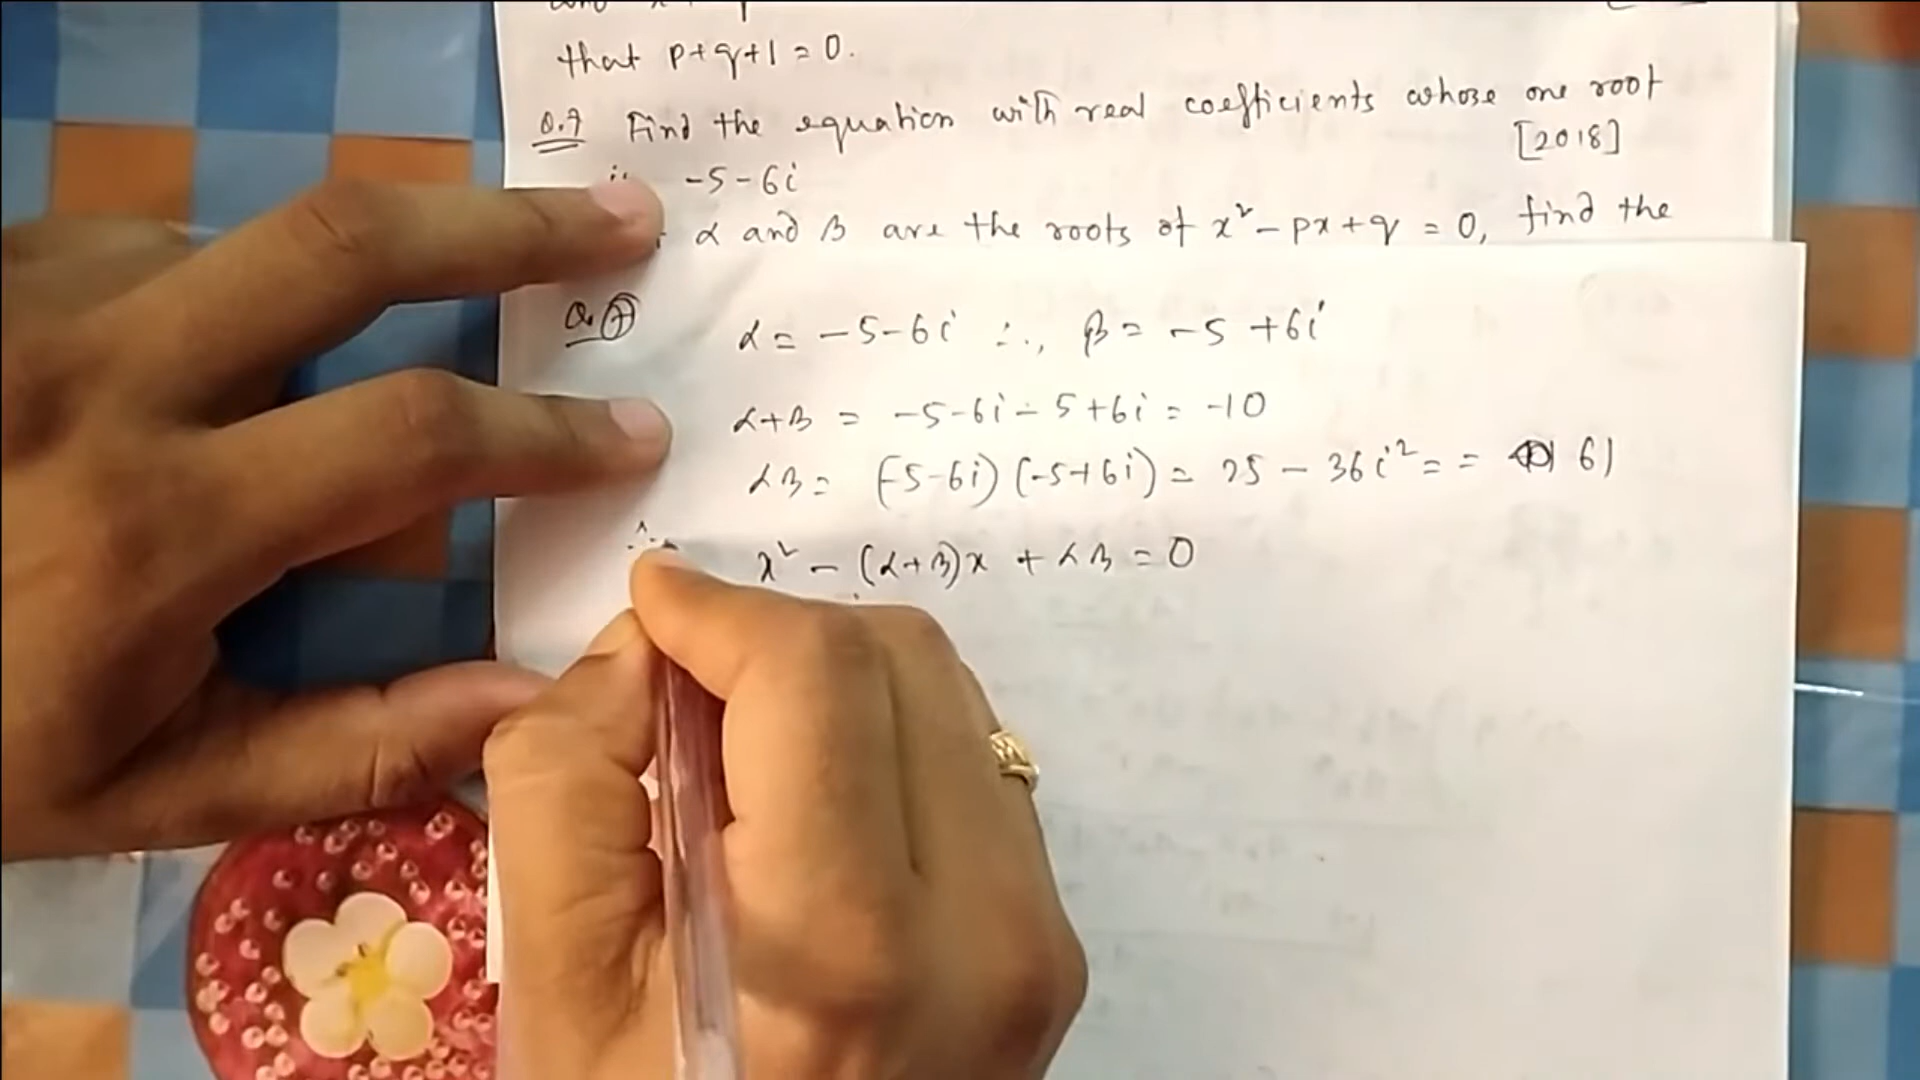 that p+q+1=0.
Q.7 Find the equation with real coefficients whose one root
[2018]
-5-6i
α and β are the roots of x²-px+q = 0, find the
Q.7 α = -5-6i ∴, β = -5+6i
α+β = -5-6i-5+6i = -10
αβ = (-5-6i)(-5+6i) = 25 - 36i² = = 61
x² - (α+β)x + αβ = 0